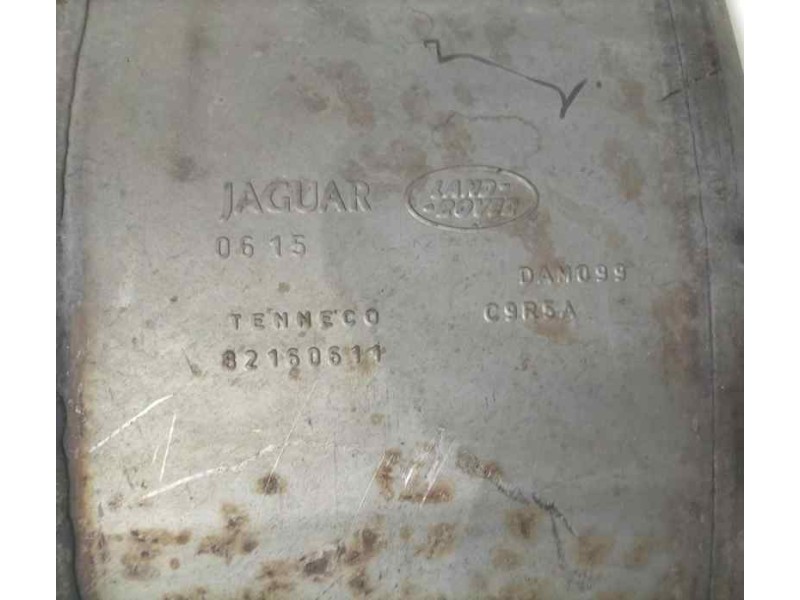 JAGUAR
LAND-
ROVER
0615
DAM099
TENNECO
C9R5A
82160611